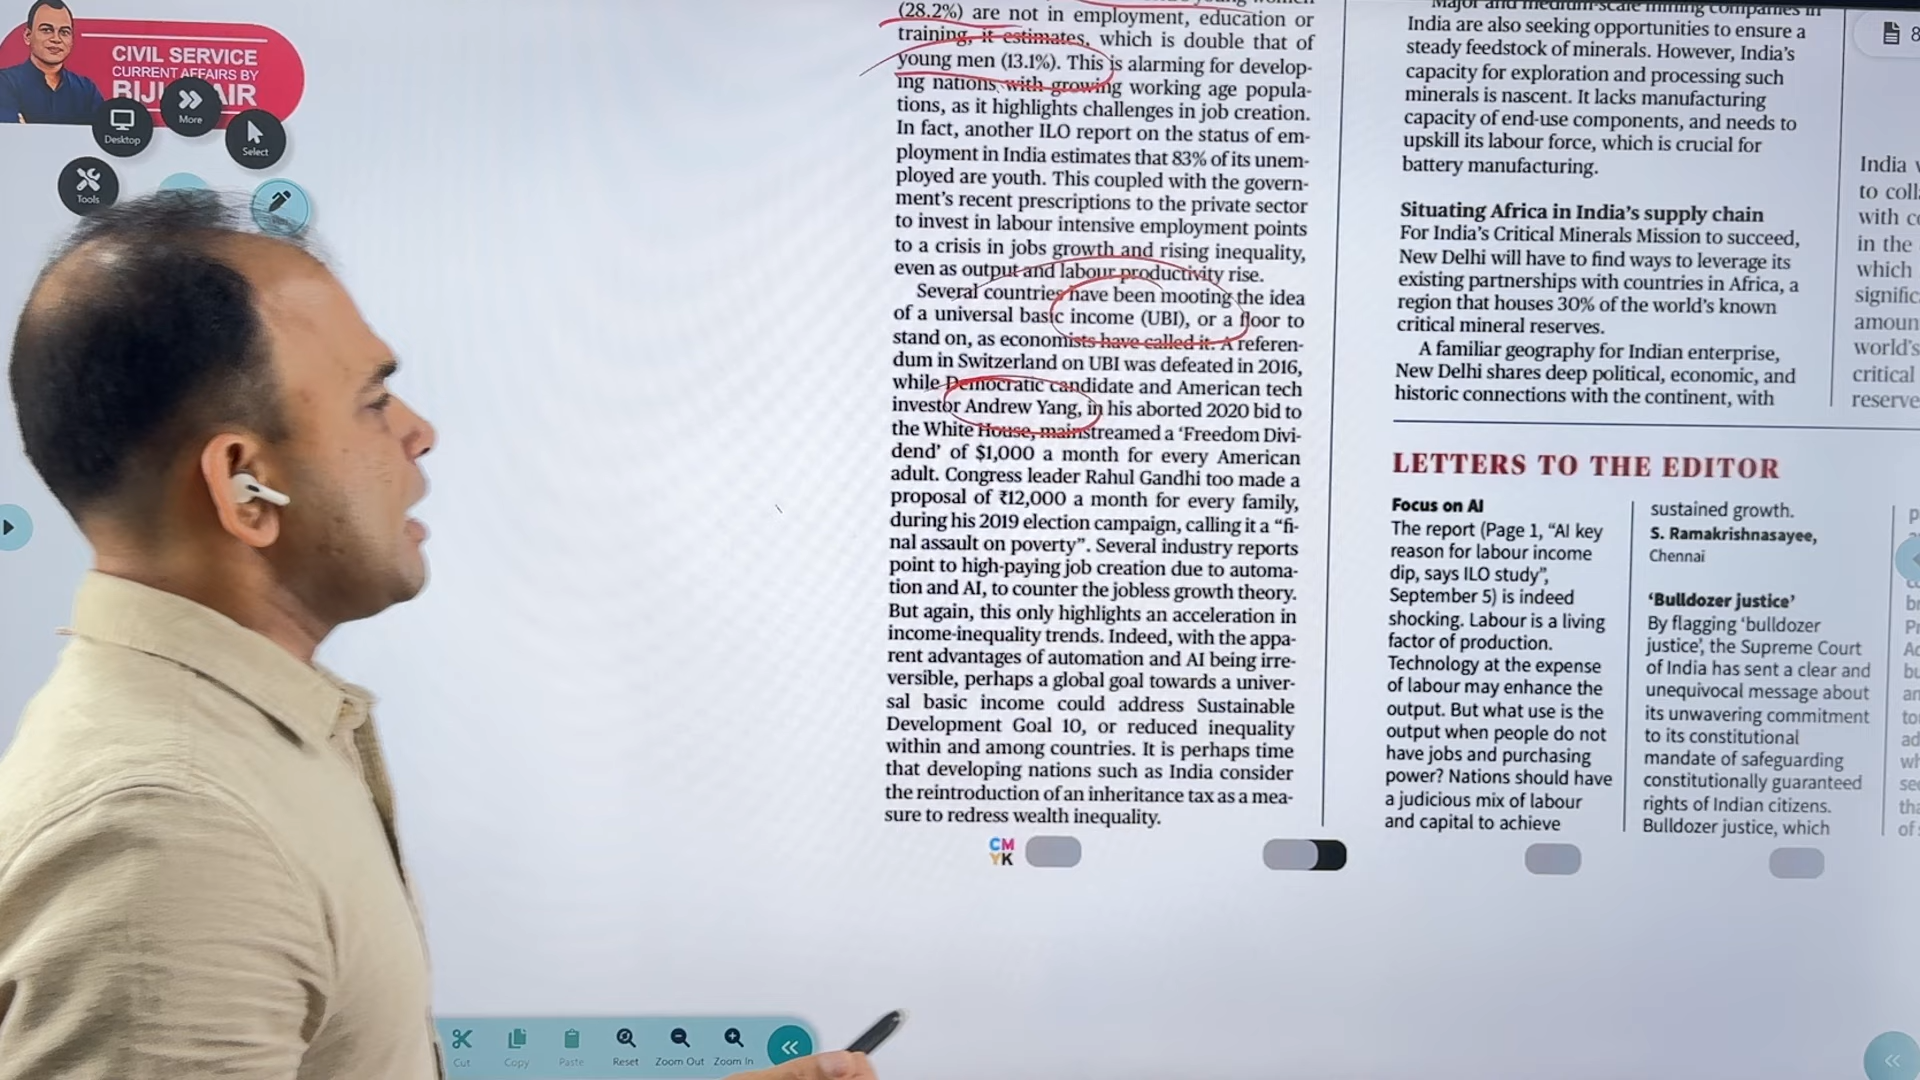 CIVIL SERVICE
CURRENT AFFAIRS BY
More
Desktop
Select
Tools
(28.2%) are not in employment, education or
training, it estimates, which is double that of
young men (13.1%). This is alarming for develop-
ing nations with growing working age popula-
tions, as it highlights challenges in job creation.
In fact, another ILO report on the status of em-
ployment in India estimates that 83% of its unem-
ployed are youth. This coupled with the govern-
ment's recent prescriptions to the private sector
to invest in labour intensive employment points
to a crisis in jobs growth and rising inequality,
even as output and labour productivity rise.
Several countries have been mooting the idea
of a universal basic income (UBI), or a floor to
stand on, as economists have called it. A referen-
dum in Switzerland on UBI was defeated in 2016,
while Democratic candidate and American tech
investor Andrew Yang, in his aborted 2020 bid to
the White House, mainstreamed a 'Freedom Divi-
dend' of $1,000 a month for every American
adult. Congress leader Rahul Gandhi too made a
proposal of ₹12,000 a month for every family,
during his 2019 election campaign, calling it a "fi-
nal assault on poverty". Several industry reports
point to high-paying job creation due to automa-
tion and AI, to counter the jobless growth theory.
But again, this only highlights an acceleration in
income-inequality trends. Indeed, with the appa-
rent advantages of automation and AI being irre-
versible, perhaps a global goal towards a univer-
sal basic income could address Sustainable
Development Goal 10, or reduced inequality
within and among countries. It is perhaps time
that developing nations such as India consider
the reintroduction of an inheritance tax as a mea-
sure to redress wealth inequality.
CM
YK
Major and medium-scale mining companies in
India are also seeking opportunities to ensure a
steady feedstock of minerals. However, India's
capacity for exploration and processing such
minerals is nascent. It lacks manufacturing
capacity of end-use components, and needs to
upskill its labour force, which is crucial for
battery manufacturing.
Situating Africa in India's supply chain
For India's Critical Minerals Mission to succeed,
New Delhi will have to find ways to leverage its
existing partnerships with countries in Africa, a
region that houses 30% of the world's known
critical mineral reserves.
A familiar geography for Indian enterprise,
New Delhi shares deep political, economic, and
historic connections with the continent, with
8
India
to coll
with
in the
which
signific
amoun
world's
critical
reserve
LETTERS TO THE EDITOR
Focus on AI
The report (Page 1, "AI key
reason for labour income
dip, says ILO study",
September 5) is indeed
shocking. Labour is a living
factor of production.
Technology at the expense
of labour may enhance the
output. But what use is the
output when people do not
have jobs and purchasing
power? Nations should have
a judicious mix of labour
and capital to achieve
sustained growth.
S. Ramakrishnasayee,
Chennai
'Bulldozer justice'
By flagging 'bulldozer
justice', the Supreme Court
of India has sent a clear and
unequivocal message about
its unwavering commitment
to its constitutional
mandate of safeguarding
constitutionally guaranteed
rights of Indian citizens.
Bulldozer justice, which
Cut
Copy
Paste
Reset
Zoom Out
Zoom In